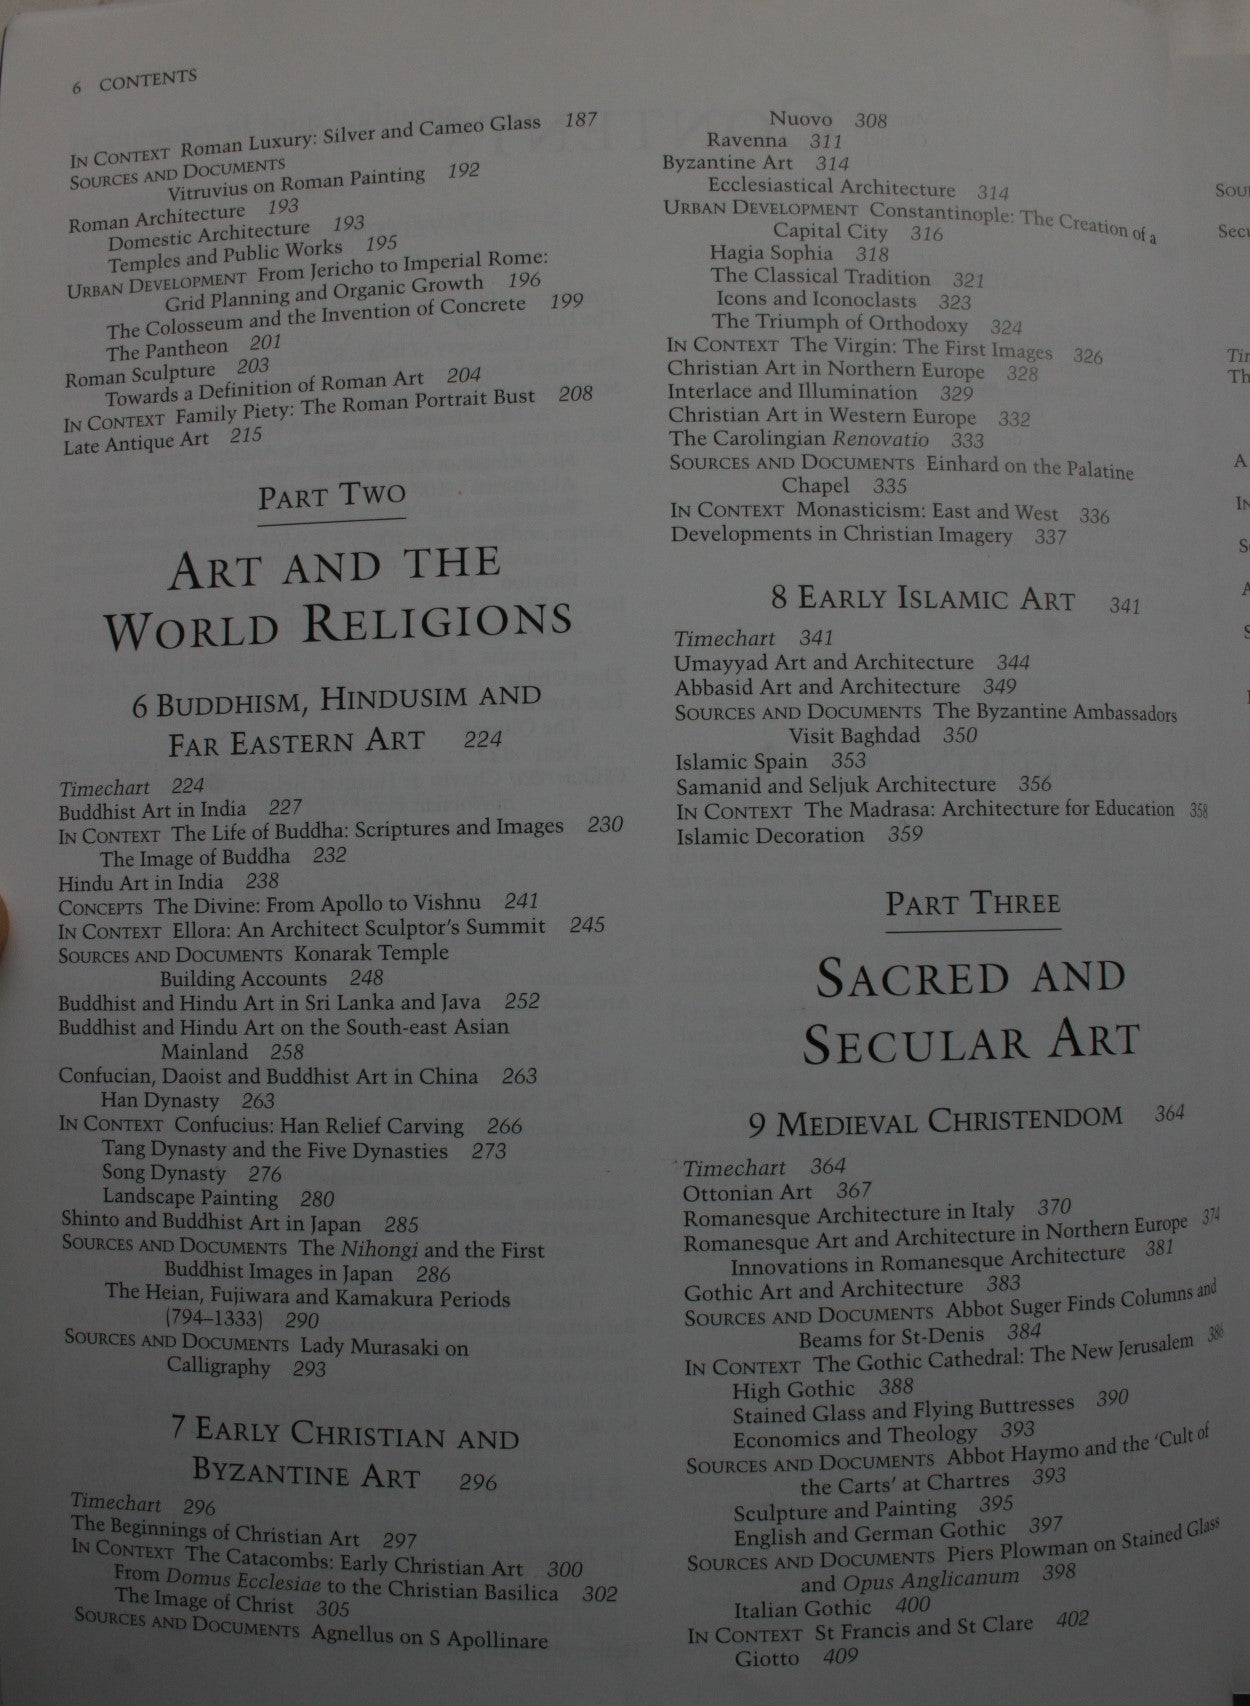 6 CONTENTS
IN CONTEXT Roman Luxury: Silver and Cameo Glass 187
SOURCES AND DOCUMENTS
Vitruvius on Roman Painting 192
Roman Architecture 193
Domestic Architecture 193
Temples and Public Works 195
URBAN DEVELOPMENT From Jericho to Imperial Rome:
Grid Planning and Organic Growth 196
The Colosseum and the Invention of Concrete 199
The Pantheon 201
Roman Sculpture 203
Towards a Definition of Roman Art 204
IN CONTEXT Family Piety: The Roman Portrait Bust 208
Late Antique Art 215
PART TWO
ART AND THE
WORLD RELIGIONS
6 BUDDHISM, HINDUSIM AND
FAR EASTERN ART 224
Timechart 224
Buddhist Art in India 227
IN CONTEXT The Life of Buddha: Scriptures and Images 230
The Image of Buddha 232
Hindu Art in India 238
CONCEPTS The Divine: From Apollo to Vishnu 241
IN CONTEXT Ellora: An Architect Sculptor's Summit 245
SOURCES AND DOCUMENTS Konarak Temple
Building Accounts 248
Buddhist and Hindu Art in Sri Lanka and Java 252
Buddhist and Hindu Art on the South-east Asian
Mainland 258
Confucian, Daoist and Buddhist Art in China 263
Han Dynasty 263
IN CONTEXT Confucius: Han Relief Carving 266
Tang Dynasty and the Five Dynasties 273
Song Dynasty 276
Landscape Painting 280
Shinto and Buddhist Art in Japan 285
SOURCES AND DOCUMENTS The Nihongi and the First
Buddhist Images in Japan 286
The Heian, Fujiwara and Kamakura Periods
(794–1333) 290
SOURCES AND DOCUMENTS Lady Murasaki on
Calligraphy 293
7 EARLY CHRISTIAN AND
BYZANTINE ART 296
Timechart 296
The Beginnings of Christian Art 297
IN CONTEXT The Catacombs: Early Christian Art 300
From Domus Ecclesiae to the Christian Basilica 302
The Image of Christ 305
SOURCES AND DOCUMENTS Agnellus on S Apollinare
Nuovo 308
Ravenna 311
Byzantine Art 314
Ecclesiastical Architecture 314
URBAN DEVELOPMENT Constantinople: The Creation of a
Capital City 316
Hagia Sophia 318
The Classical Tradition 321
Icons and Iconoclasts 323
The Triumph of Orthodoxy 324
IN CONTEXT The Virgin: The First Images 326
Christian Art in Northern Europe 328
Interlace and Illumination 329
Christian Art in Western Europe 332
The Carolingian Renovatio 333
SOURCES AND DOCUMENTS Einhard on the Palatine
Chapel 335
IN CONTEXT Monasticism: East and West 336
Developments in Christian Imagery 337
8 EARLY ISLAMIC ART 341
Timechart 341
Umayyad Art and Architecture 344
Abbasid Art and Architecture 349
SOURCES AND DOCUMENTS The Byzantine Ambassadors
Visit Baghdad 350
Islamic Spain 353
Samanid and Seljuk Architecture 356
IN CONTEXT The Madrasa: Architecture for Education 358
Islamic Decoration 359
PART THREE
SACRED AND
SECULAR ART
9 MEDIEVAL CHRISTENDOM 364
Timechart 364
Ottonian Art 367
Romanesque Architecture in Italy 370
Romanesque Art and Architecture in Northern Europe 374
Innovations in Romanesque Architecture 381
Gothic Art and Architecture 383
SOURCES AND DOCUMENTS Abbot Suger Finds Columns and
Beams for St-Denis 384
IN CONTEXT The Gothic Cathedral: The New Jerusalem 386
High Gothic 388
Stained Glass and Flying Buttresses 390
Economics and Theology 393
SOURCES AND DOCUMENTS Abbot Haymo and the 'Cult of
the Carts' at Chartres 393
Sculpture and Painting 395
English and German Gothic 397
SOURCES AND DOCUMENTS Piers Plowman on Stained Glass
and Opus Anglicanum 398
Italian Gothic 400
IN CONTEXT St Francis and St Clare 402
Giotto 409